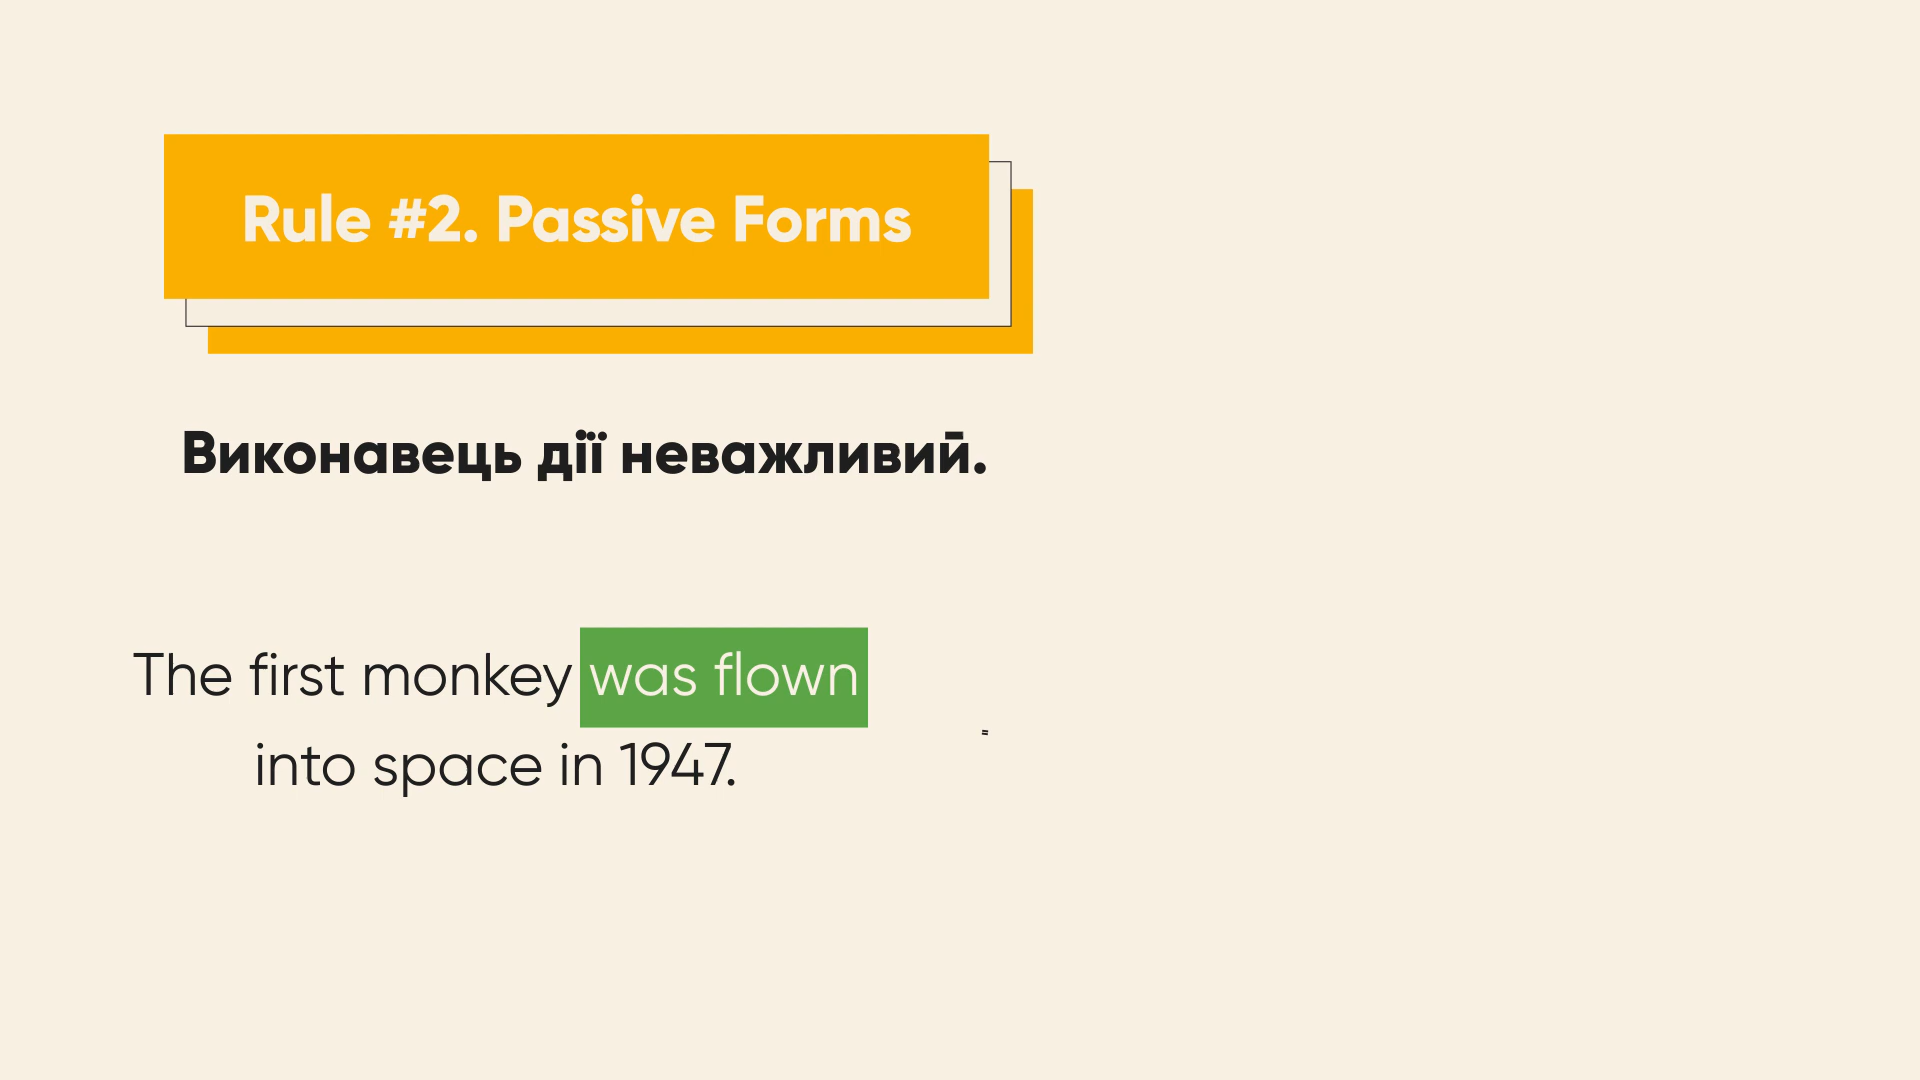 Rule #2. Passive Forms
Виконавець дії неважливий.
The first monkey was flown
into space in 1947.